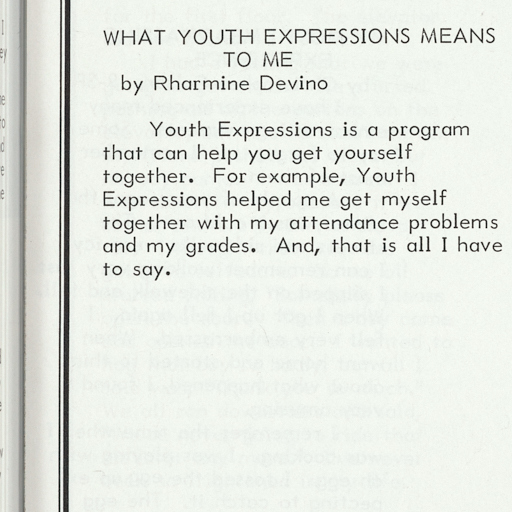 WHAT YOUTH EXPRESSIONS MEANS
TO ME
by Rharmine Devino
Youth Expressions is a program
that can help you get yourself
together. For example, Youth
Expressions helped me get myself
together with my attendance problems
and my grades. And, that is all I have
to say.